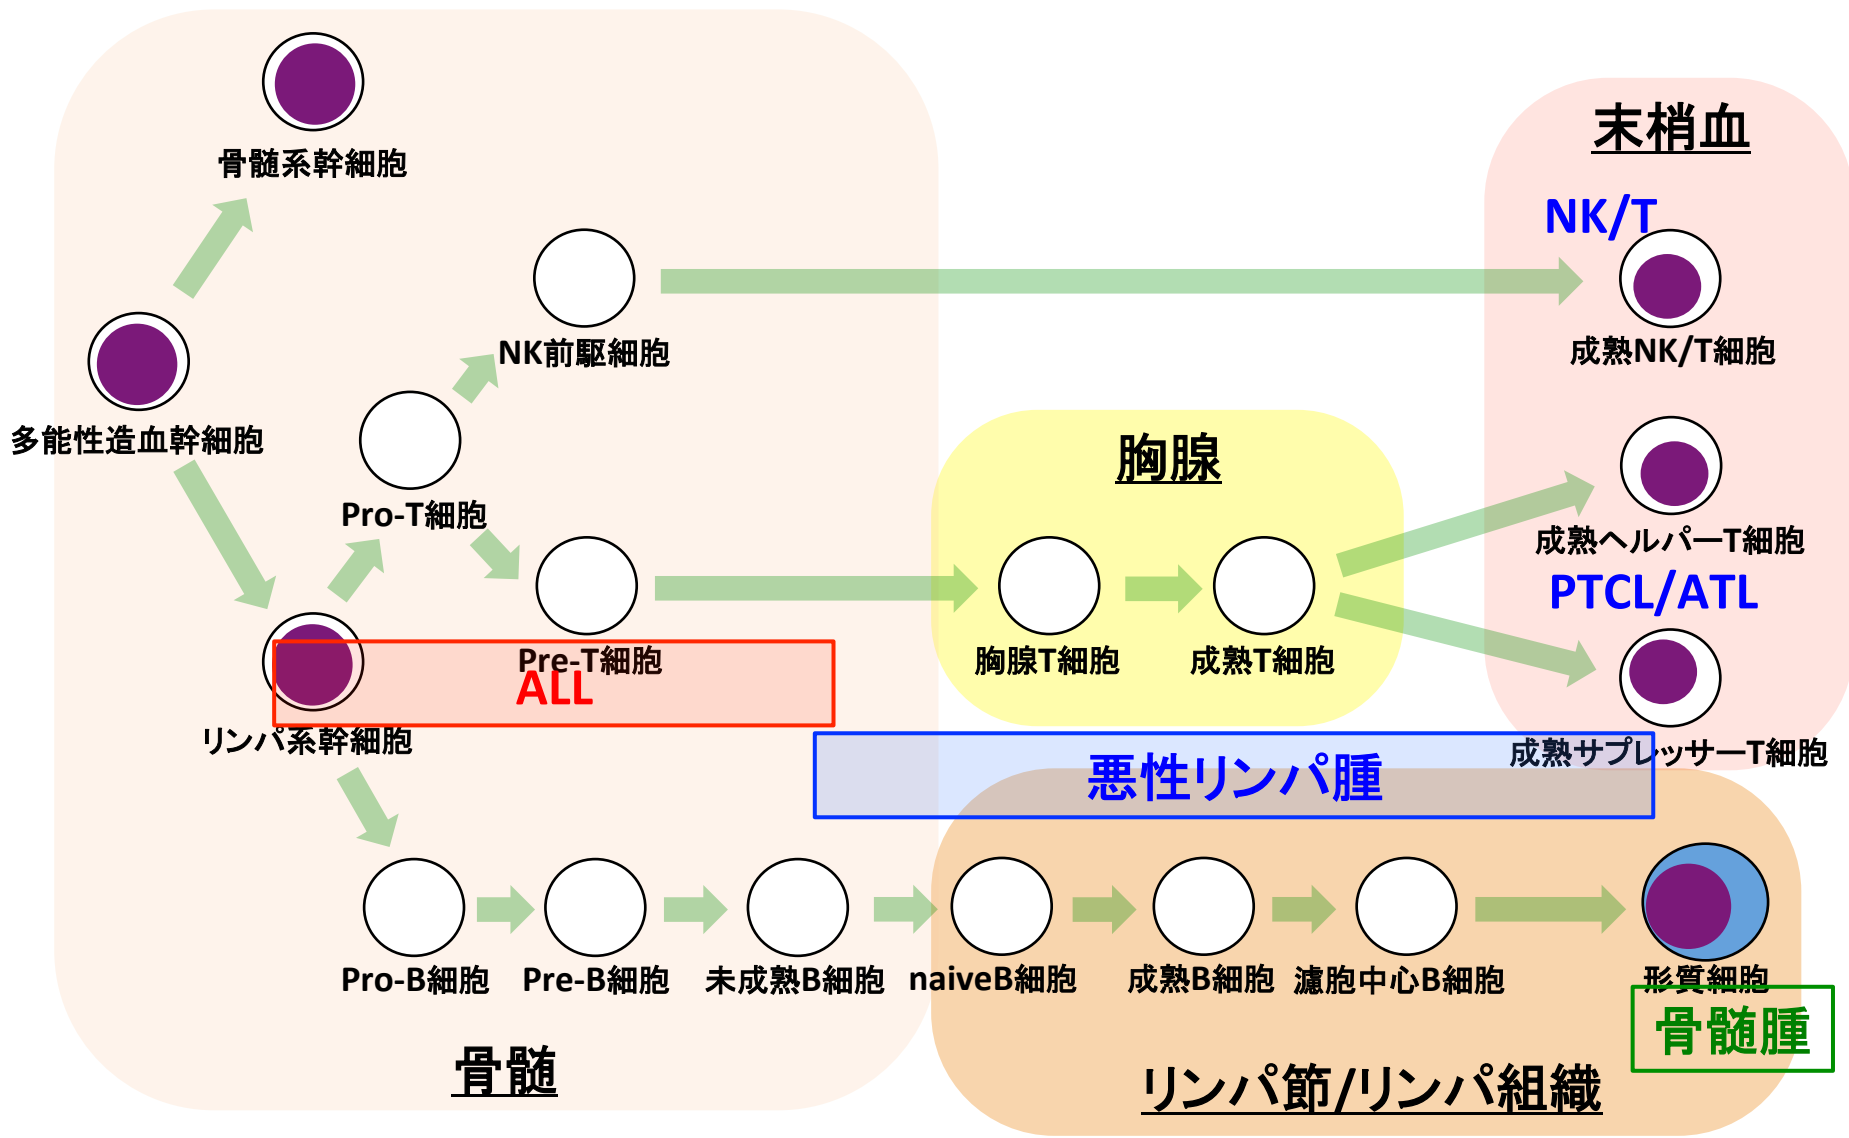 骨髄系幹細胞
末梢血
NK/T
NK前駆細胞
成熟NK/T細胞
多能性造血幹細胞
胸腺
Pro-T細胞
成熟ヘルパーT細胞
PTCL/ATL
Pre-T細胞
胸腺T細胞
成熟T細胞
ALL
リンパ系幹細胞
成熟サプレッサーT細胞
悪性リンパ腫
Pro-B細胞
Pre-B細胞
未成熟B細胞
naiveB細胞
成熟B細胞
濾胞中心B細胞
形質細胞
骨髄腫
骨髄
リンパ節/リンパ組織